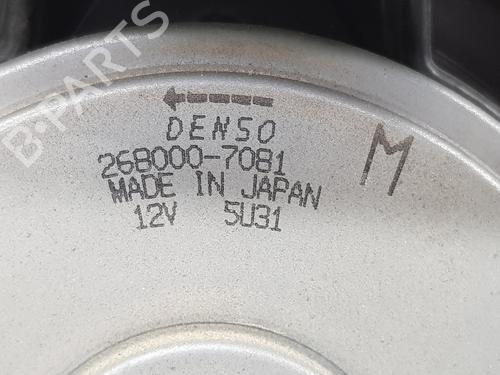 DENSO
M
268000-7081
MADE IN JAPAN
12V 5U31
B-PARTS